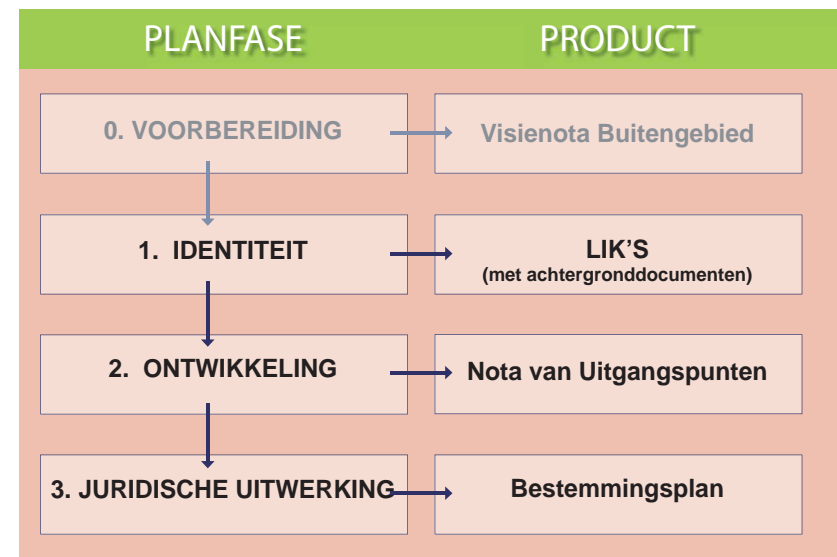 PLANFASE PRODUCT
0. VOORBEREIDING Visienota Buitengebied
1. IDENTITEIT LIK'S
(met achtergronddocumenten)
2. ONTWIKKELING Nota van Uitgangspunten
3. JURIDISCHE UITWERKING Bestemmingsplan